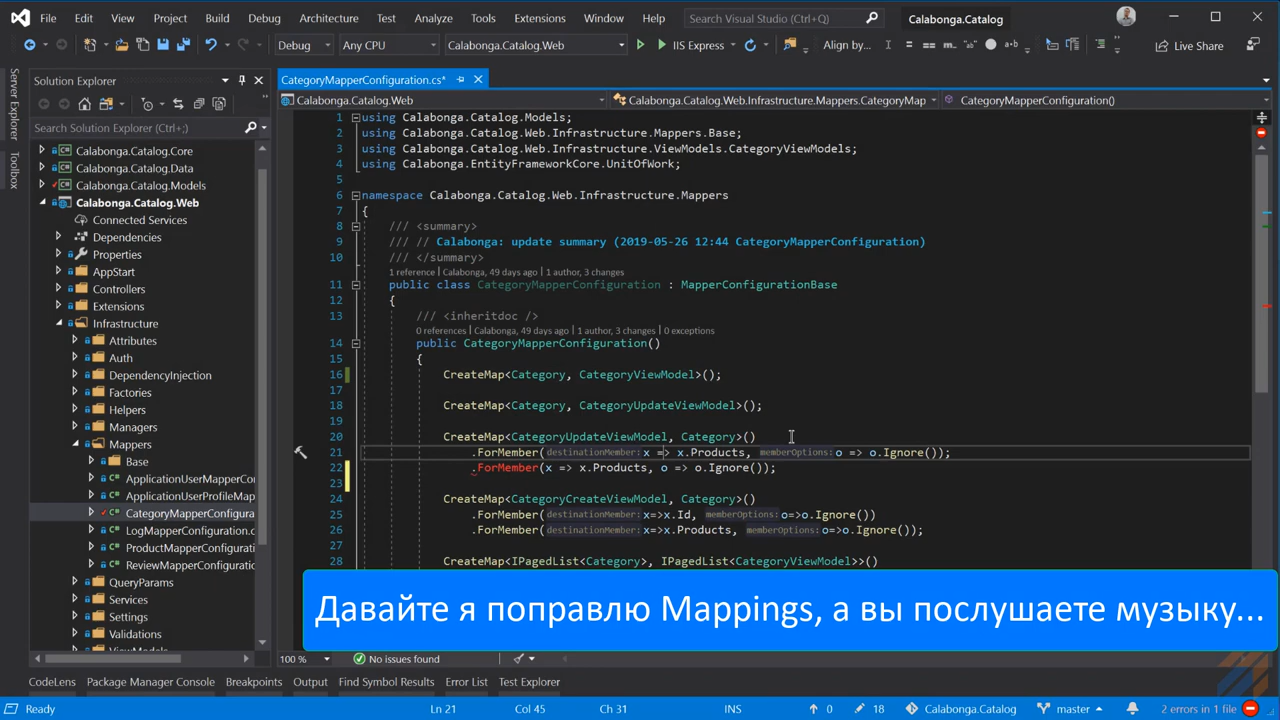 File Edit View Project Build Debug Architecture Test Analyze Tools Extensions Window Help Search Visual Studio (Ctrl+Q) Calabonga.Catalog
Debug Any CPU Calabonga.Catalog.Web IIS Express Align by... Live Share
Server Explorer
Toolbox
Solution Explorer
Search Solution Explorer (Ctrl+;)
Calabonga.Catalog.Core
Calabonga.Catalog.Data
Calabonga.Catalog.Models
Calabonga.Catalog.Web
Connected Services
Dependencies
Properties
AppStart
Controllers
Extensions
Infrastructure
Attributes
Auth
DependencyInjection
Factories
Helpers
Managers
Mappers
Base
ApplicationUserMapperCo
ApplicationUserProfileMap
CategoryMapperConfigura
LogMapperConfiguration.c
ProductMapperConfigurati
ReviewMapperConfiguratio
QueryParams
Services
Settings
Validations
CategoryMapperConfiguration.cs*
Calabonga.Catalog.Web Calabonga.Catalog.Web.Infrastructure.Mappers.CategoryMap CategoryMapperConfiguration()
1 using Calabonga.Catalog.Models;
2 using Calabonga.Catalog.Web.Infrastructure.Mappers.Base;
3 using Calabonga.Catalog.Web.Infrastructure.ViewModels.CategoryViewModels;
4 using Calabonga.EntityFrameworkCore.UnitOfWork;
5
6 namespace Calabonga.Catalog.Web.Infrastructure.Mappers
7 {
8 /// <summary>
9 /// // Calabonga: update summary (2019-05-26 12:44 CategoryMapperConfiguration)
10 /// </summary>
1 reference | Calabonga, 49 days ago | 1 author, 3 changes
11 public class CategoryMapperConfiguration : MapperConfigurationBase
12 {
13 /// <inheritdoc />
0 references | Calabonga, 49 days ago | 1 author, 3 changes | 0 exceptions
14 public CategoryMapperConfiguration()
15 {
16 CreateMap<Category, CategoryViewModel>();
17
18 CreateMap<Category, CategoryUpdateViewModel>();
19
20 CreateMap<CategoryUpdateViewModel, Category>()
21 .ForMember(destinationMember:x => x.Products, memberOptions:o => o.Ignore());
22 .ForMember(x => x.Products, o => o.Ignore());
23
24 CreateMap<CategoryCreateViewModel, Category>()
25 .ForMember(destinationMember:x=>x.Id, memberOptions:o=>o.Ignore())
26 .ForMember(destinationMember:x=>x.Products, memberOptions:o=>o.Ignore());
27
28 CreateMap<IPagedList<Category>, IPagedList<CategoryViewModel>>()
Давайте я поправлю Mappings, а вы послушаете музыку...
100 % No issues found
CodeLens Package Manager Console Breakpoints Output Find Symbol Results Error List Test Explorer
Ready Ln 21 Col 45 Ch 31 INS 0 18 Calabonga.Catalog master 2 errors in 1 file